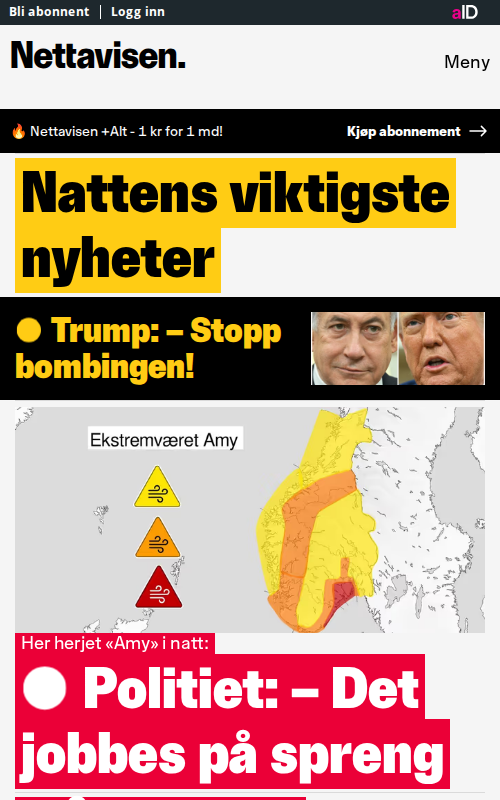 Bli abonnent | Logg inn
aID
Nettavisen.
Meny
🔥 Nettavisen +Alt - 1 kr for 1 md!
Kjøp abonnement →
Nattens viktigste
nyheter
Trump: – Stopp
bombingen!
Ekstremværet Amy
Her herjet «Amy» i natt:
Politiet: – Det
jobbes på spreng